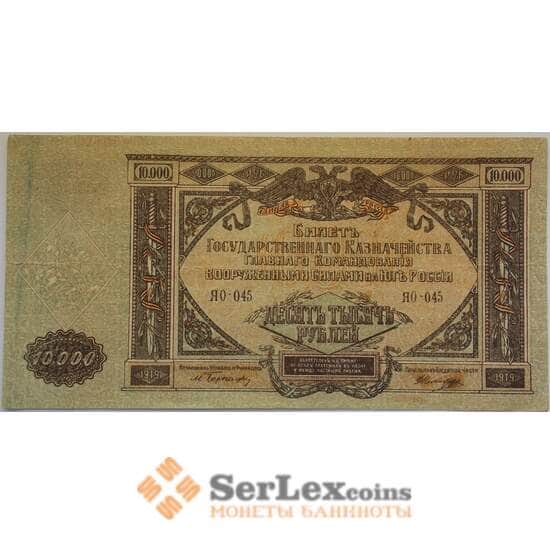 10.000 10.000
Билетъ
Государственнаго Казначейства
Главнаго Командованія
Вооруженными Силами на Югѣ Россіи
ЯО-045 ЯО-045
Десять тысячъ
рублей
10.000
1919 1919
SerLexcoins
МОНЕТЫ БАНКНОТЫ